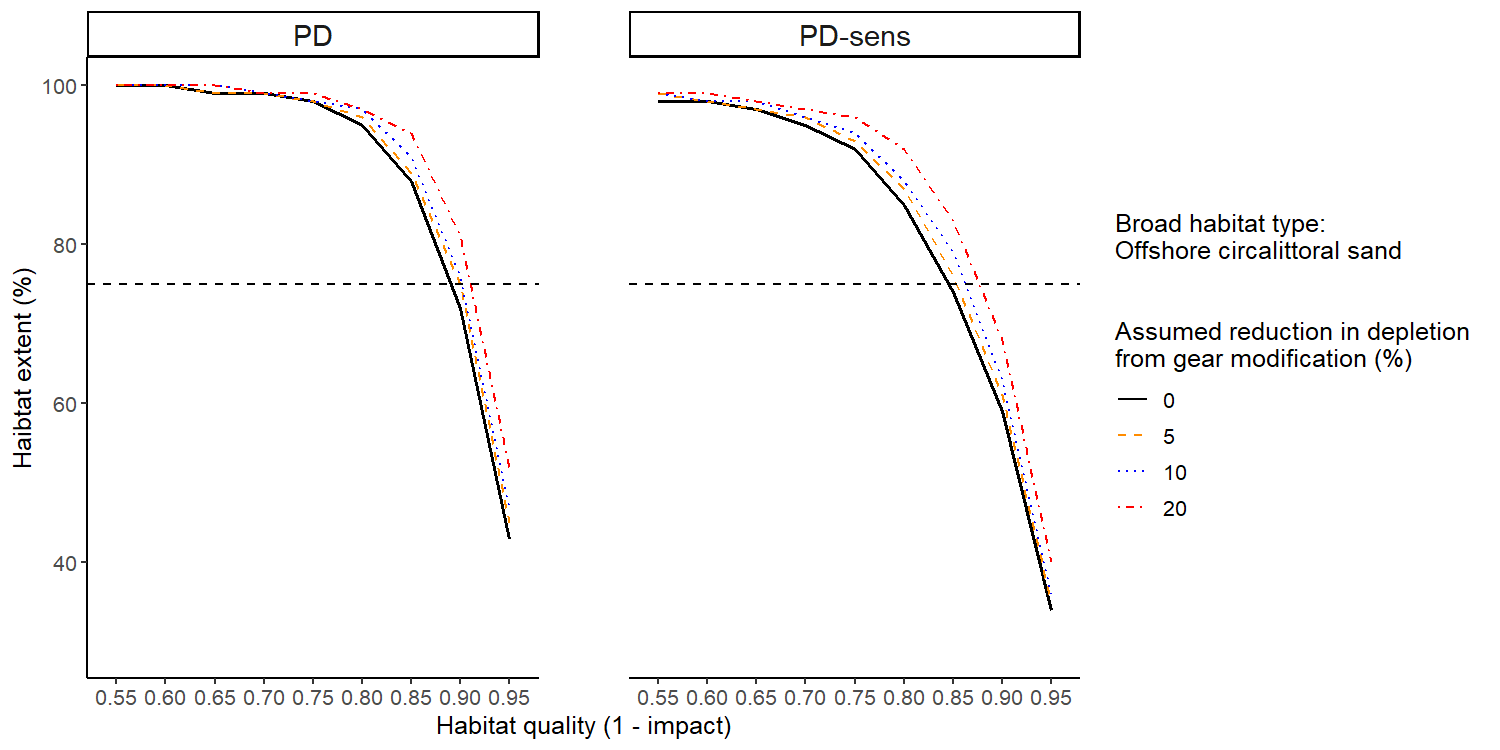 PD
PD-sens
Haibtat extent (%)
100
80
60
40
0.55 0.60 0.65 0.70 0.75 0.80 0.85 0.90 0.95
0.55 0.60 0.65 0.70 0.75 0.80 0.85 0.90 0.95
Habitat quality (1 - impact)
Broad habitat type:
Offshore circalittoral sand
Assumed reduction in depletion
from gear modification (%)
0
5
10
20